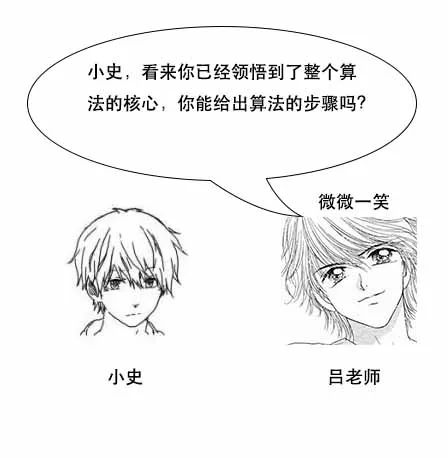 小史，看来你已经领悟到了整个算
法的核心，你能给出算法的步骤吗？
微微一笑
小史
吕老师